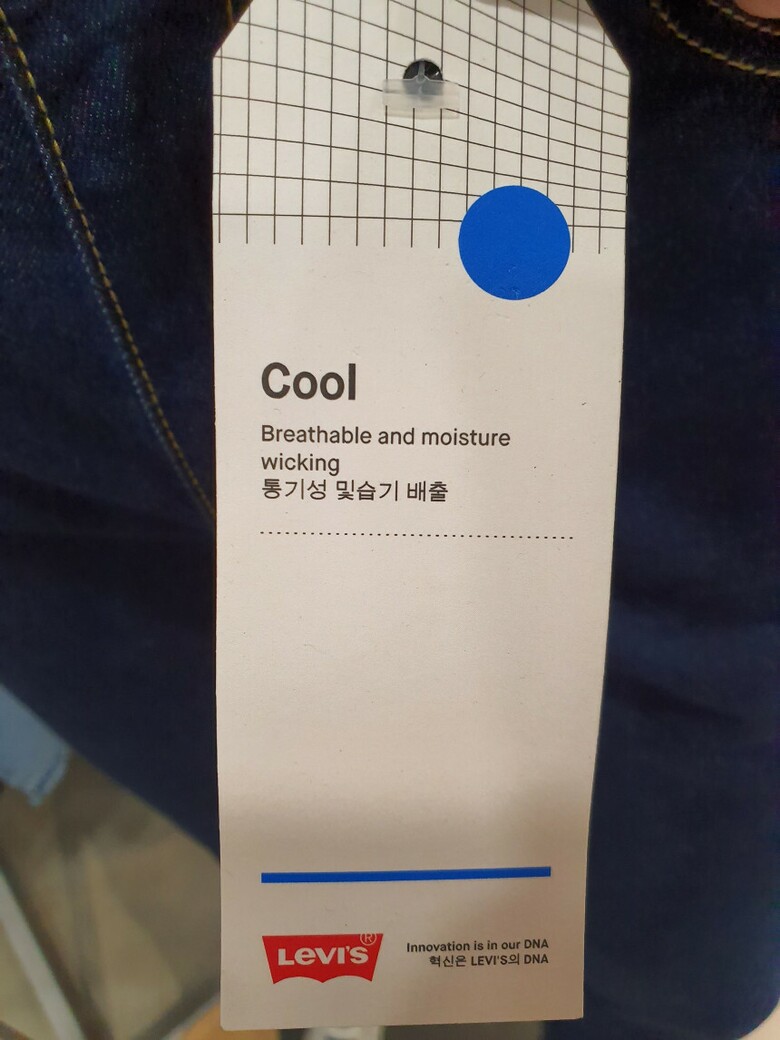 Cool
Breathable and moisture
wicking
통기성 및습기 배출
LEVI'S®
Innovation is in our DNA
혁신은 LEVI'S의 DNA